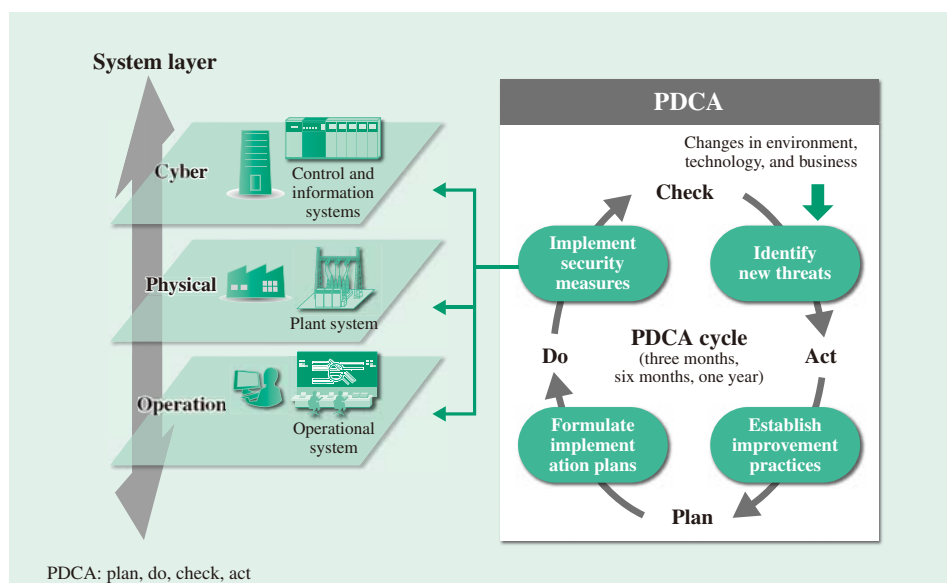 System layer
Cyber
Control and
information
systems
Physical
Plant system
Operation
Operational
system
PDCA
Changes in environment,
technology, and business
Check
Implement
security
measures
Identify
new threats
PDCA cycle
(three months,
six months, one year)
Do
Act
Formulate
implement
ation plans
Establish
improvement
practices
Plan
PDCA: plan, do, check, act